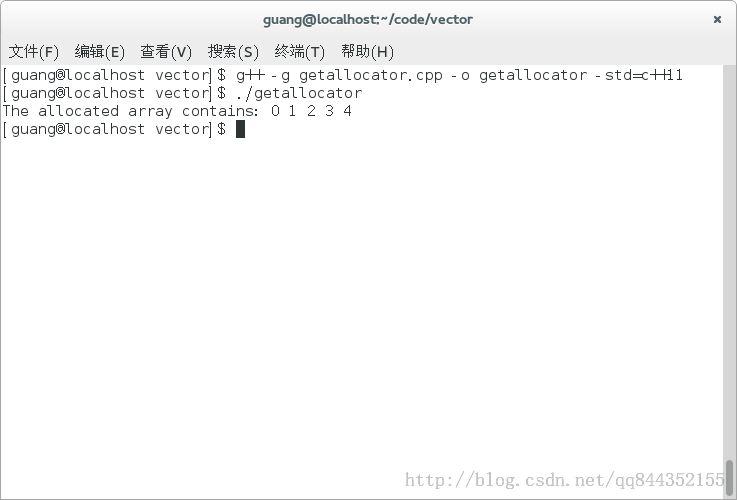 guang@localhost:~/code/vector ×
文件(F) 编辑(E) 查看(V) 搜索(S) 终端(T) 帮助(H)
[guang@localhost vector]$ g++ -g getallocator.cpp -o getallocator -std=c++11
[guang@localhost vector]$ ./getallocator
The allocated array contains: 0 1 2 3 4
[guang@localhost vector]$
http://blog.csdn.net/qq844352155